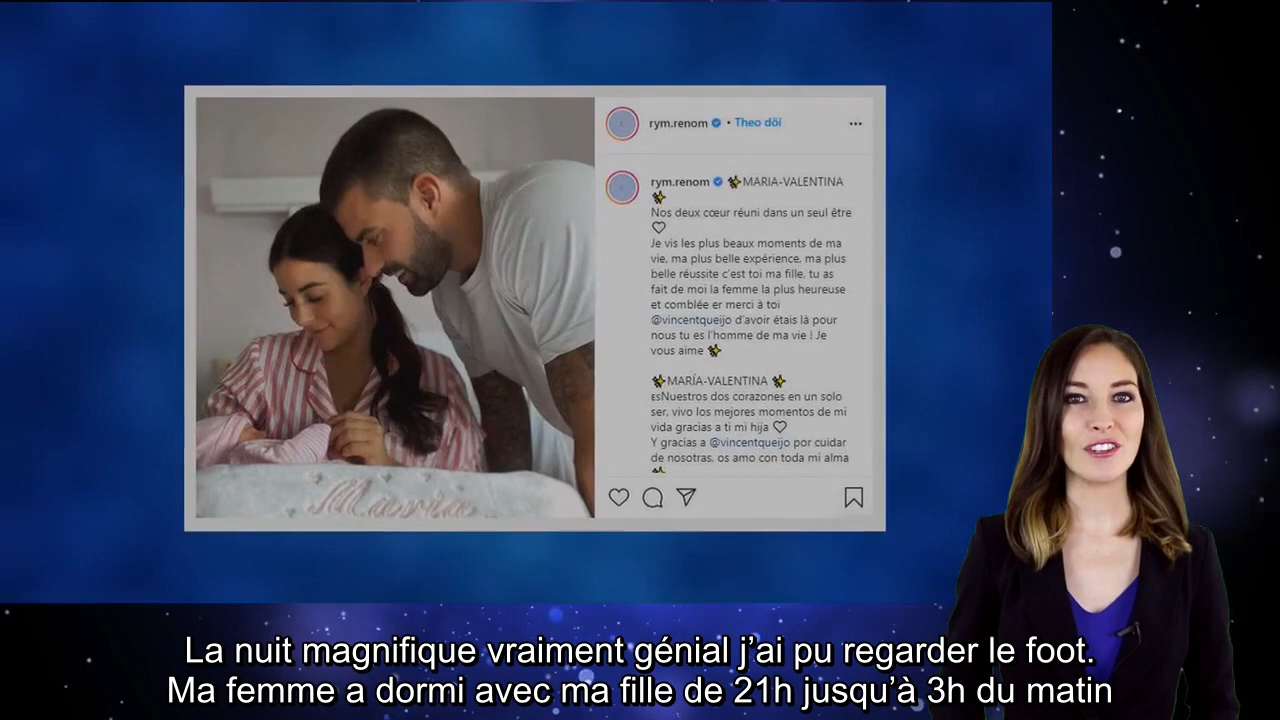 rym.renom • Theo dõi
rym.renom ✨MARIA-VALENTINA
✨
Nos deux cœur réuni dans un seul être
♡
Je vis les plus beaux moments de ma
vie, ma plus belle expérience, ma plus
belle réussite c'est toi ma fille, tu as
fait de moi la femme la plus heureuse
et comblée er merci à toi
@vincentqueijo d'avoir étais là pour
nous tu es l'homme de ma vie ! Je
vous aime ✨
✨MARÍA-VALENTINA ✨
ᴇsNuestros dos corazones en un solo
ser, vivo los mejores momentos de mi
vida gracias a ti mi hija ♡
Y gracias a @vincentqueijo por cuidar
de nosotras, os amo con toda mi alma
✨
Maria
La nuit magnifique vraiment génial j'ai pu regarder le foot.
Ma femme a dormi avec ma fille de 21h jusqu'à 3h du matin